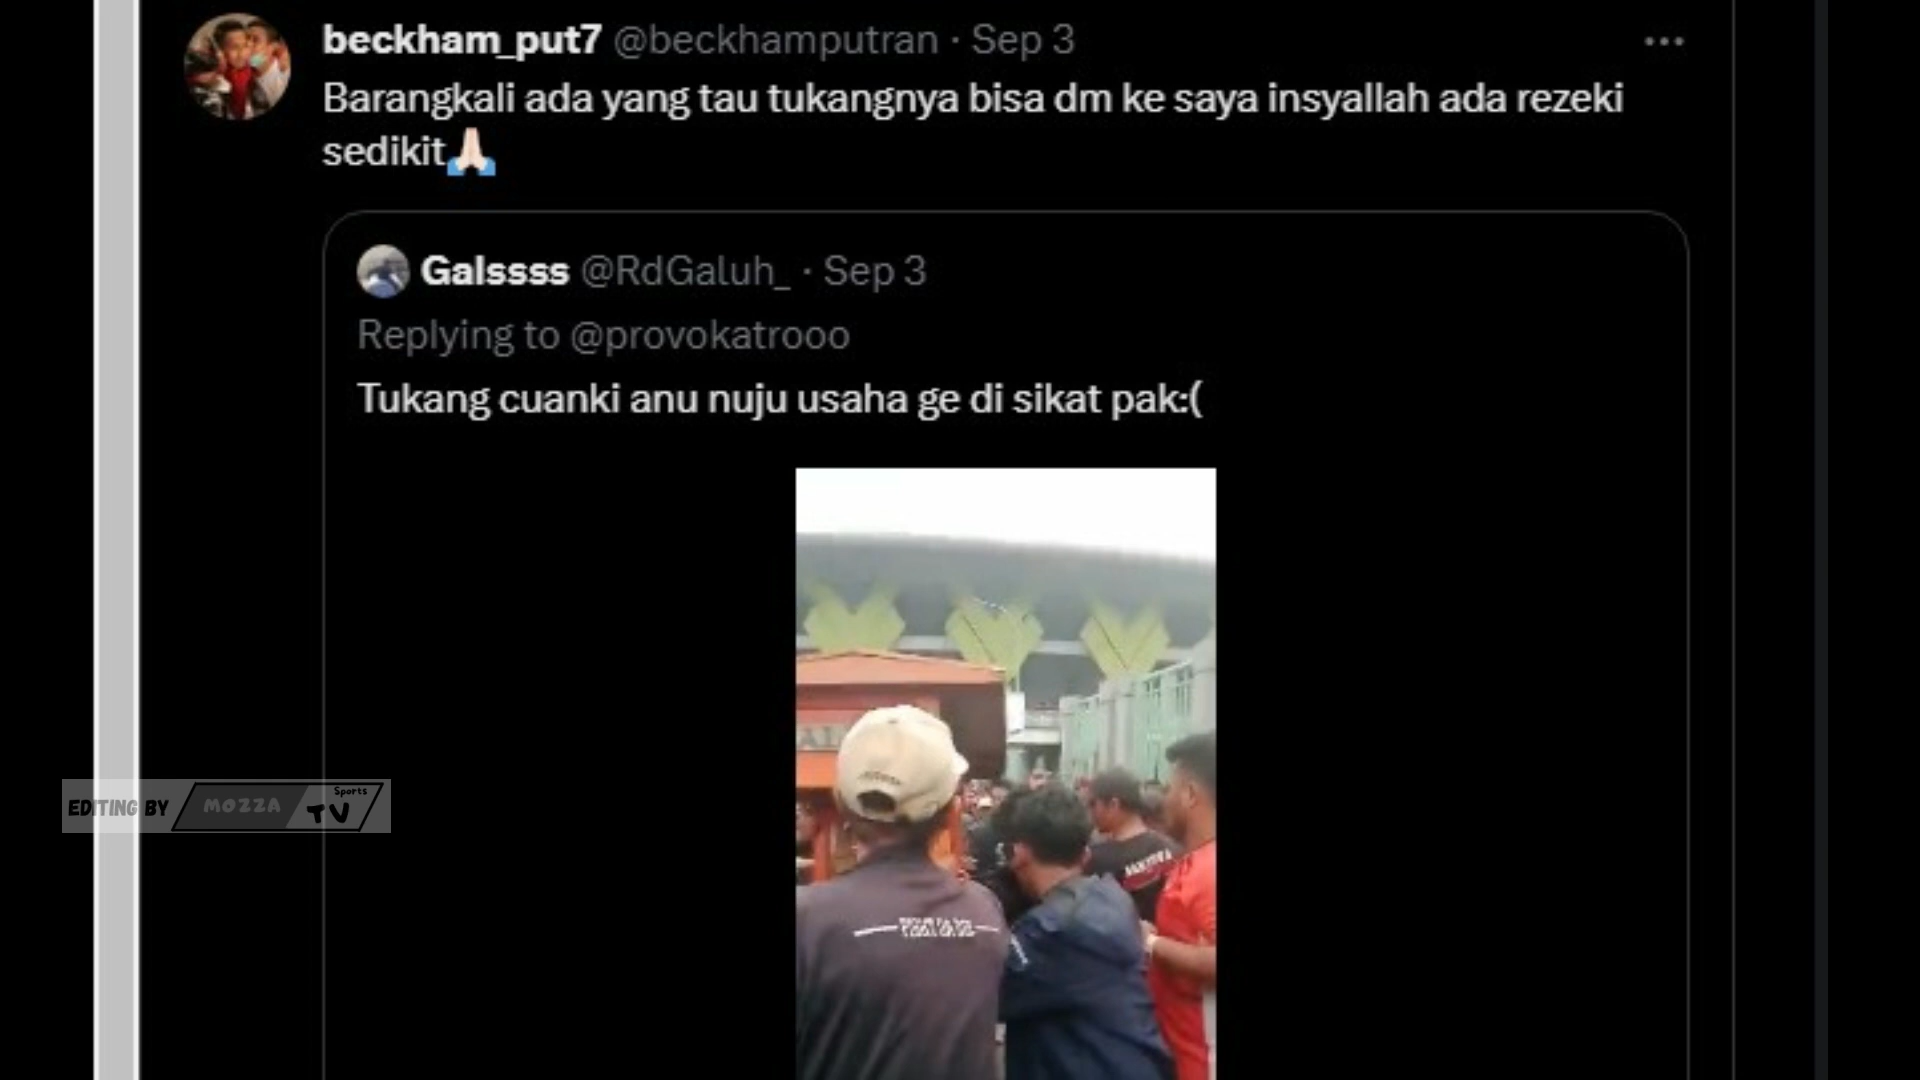 beckham_put7 @beckhamputran · Sep 3
Barangkali ada yang tau tukangnya bisa dm ke saya insyallah ada rezeki
sedikit🙏🏻
Galssss @RdGaluh_ · Sep 3
Replying to @provokatrooo
Tukang cuanki anu nuju usaha ge di sikat pak:(
EDITING BY MOZZA TV Sports